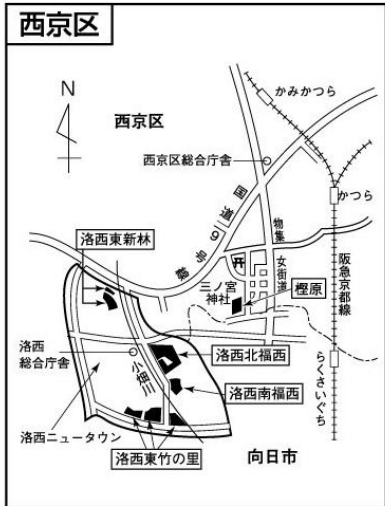 西京区
N
西京区
かみかつら
西京区総合庁舎
かつら
国道9号線
物集女街道
洛西東新林
三ノ宮
神社
樫原
阪急京都線
洛西
総合庁舎
小畑川
洛西北福西
らくさいぐち
洛西南福西
洛西ニュータウン
洛西東竹の里
向日市